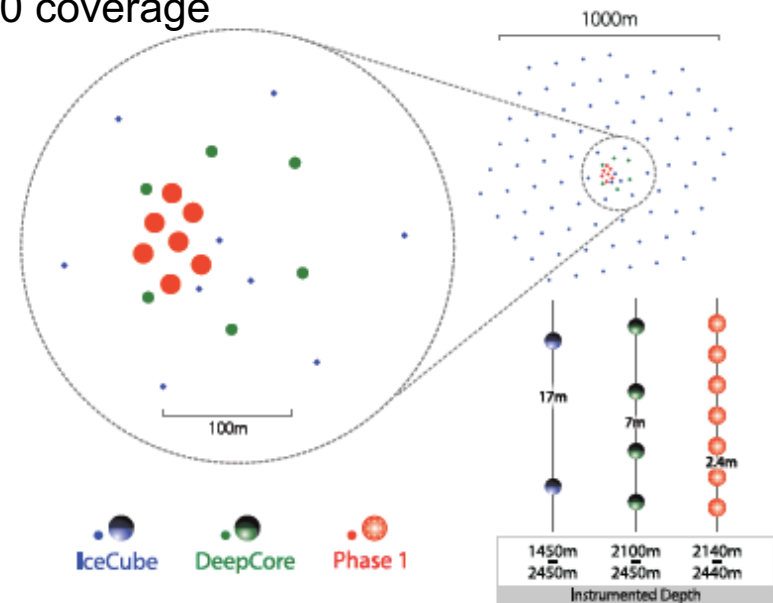 0 coverage
1000m
100m
17m
7m
2.4m
IceCube
DeepCore
Phase 1
1450m
2450m
2100m
2450m
2140m
2440m
Instrumented Depth